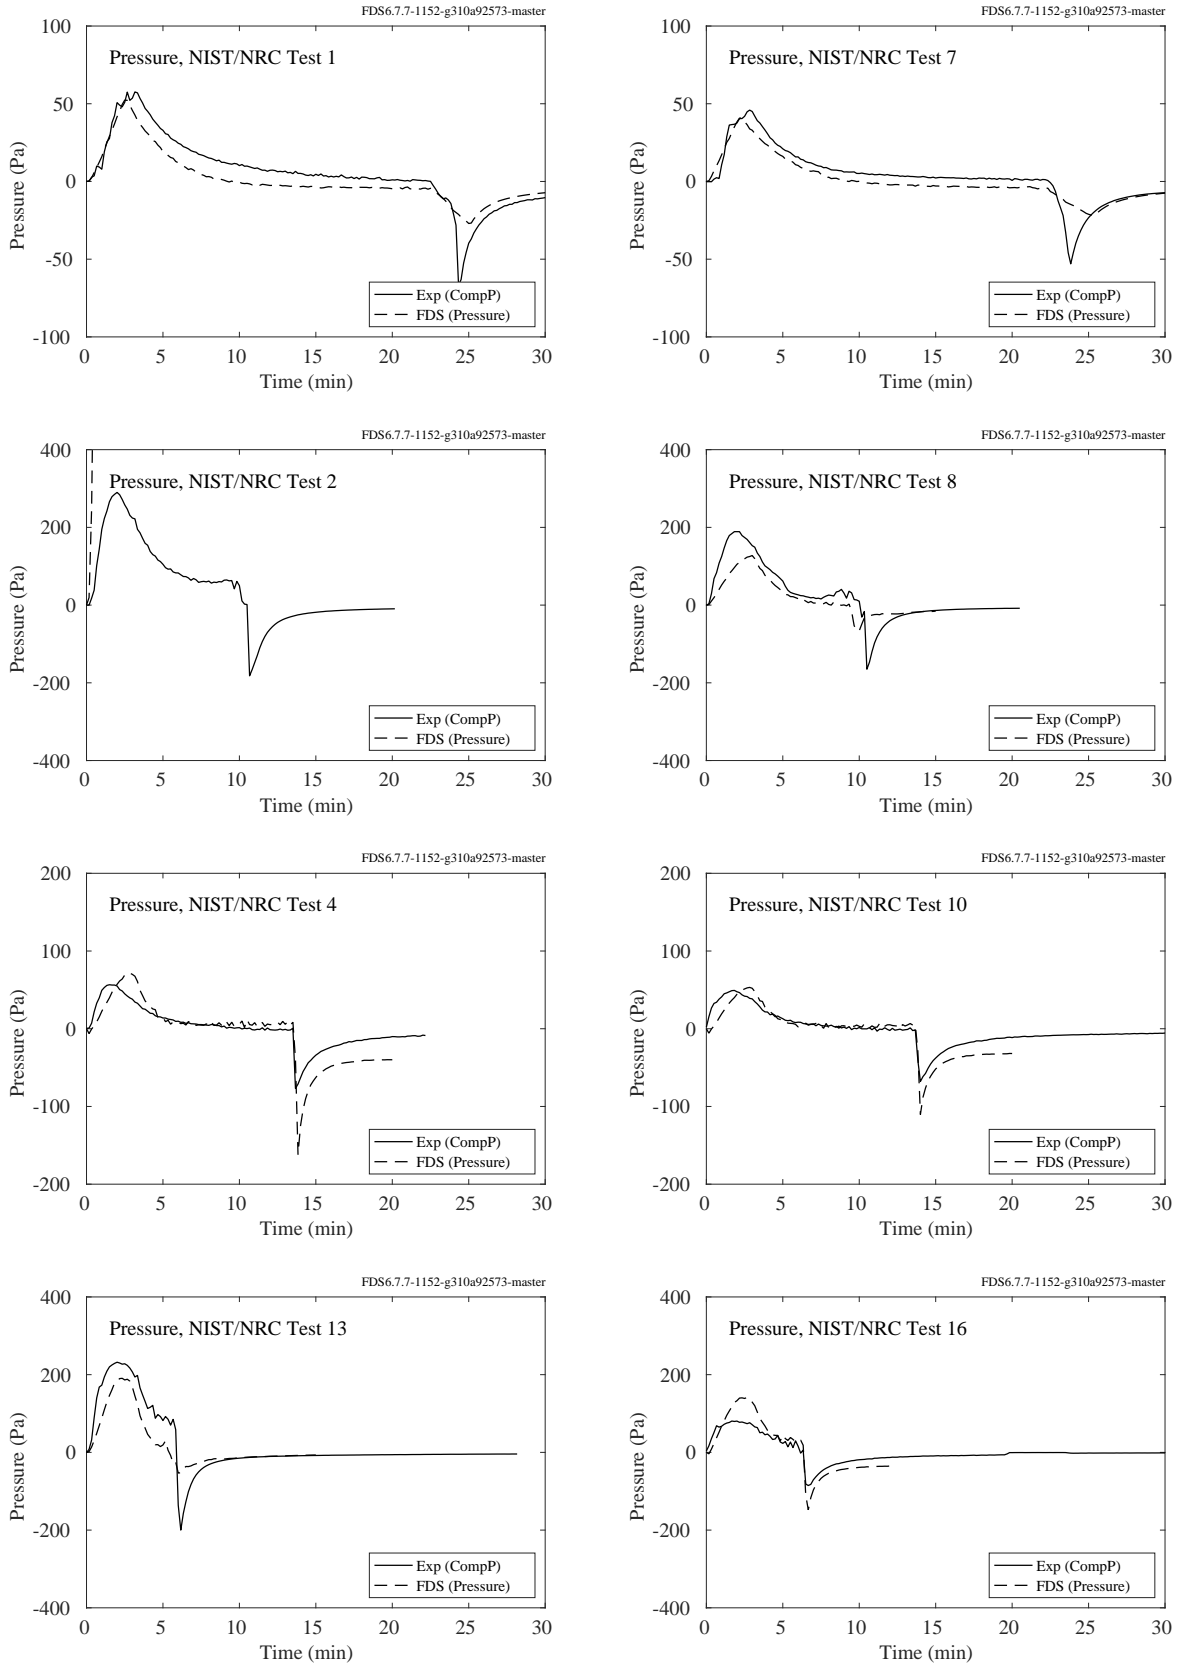 FDS6.7.7-1152-g310a92573-master
Pressure, NIST/NRC Test 1
100
50
0
-50
-100
Pressure (Pa)
Exp (CompP)
FDS (Pressure)
0 5 10 15 20 25 30
Time (min)
FDS6.7.7-1152-g310a92573-master
Pressure, NIST/NRC Test 7
100
50
0
-50
-100
Pressure (Pa)
Exp (CompP)
FDS (Pressure)
0 5 10 15 20 25 30
Time (min)
FDS6.7.7-1152-g310a92573-master
Pressure, NIST/NRC Test 2
400
200
0
-200
-400
Pressure (Pa)
Exp (CompP)
FDS (Pressure)
0 5 10 15 20 25 30
Time (min)
FDS6.7.7-1152-g310a92573-master
Pressure, NIST/NRC Test 8
400
200
0
-200
-400
Pressure (Pa)
Exp (CompP)
FDS (Pressure)
0 5 10 15 20 25 30
Time (min)
FDS6.7.7-1152-g310a92573-master
Pressure, NIST/NRC Test 4
200
100
0
-100
-200
Pressure (Pa)
Exp (CompP)
FDS (Pressure)
0 5 10 15 20 25 30
Time (min)
FDS6.7.7-1152-g310a92573-master
Pressure, NIST/NRC Test 10
200
100
0
-100
-200
Pressure (Pa)
Exp (CompP)
FDS (Pressure)
0 5 10 15 20 25 30
Time (min)
FDS6.7.7-1152-g310a92573-master
Pressure, NIST/NRC Test 13
400
200
0
-200
-400
Pressure (Pa)
Exp (CompP)
FDS (Pressure)
0 5 10 15 20 25 30
Time (min)
FDS6.7.7-1152-g310a92573-master
Pressure, NIST/NRC Test 16
400
200
0
-200
-400
Pressure (Pa)
Exp (CompP)
FDS (Pressure)
0 5 10 15 20 25 30
Time (min)